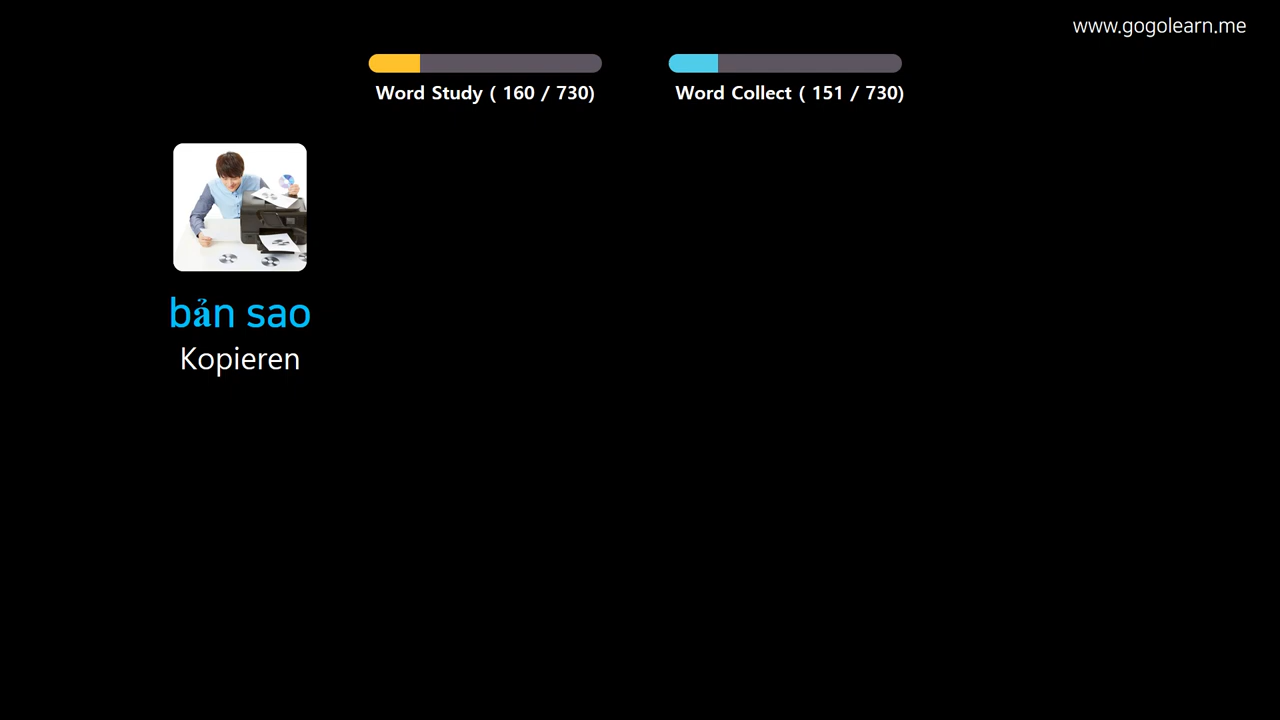 www.gogolearn.me
Word Study ( 160 / 730)
Word Collect ( 151 / 730)
bản sao
Kopieren